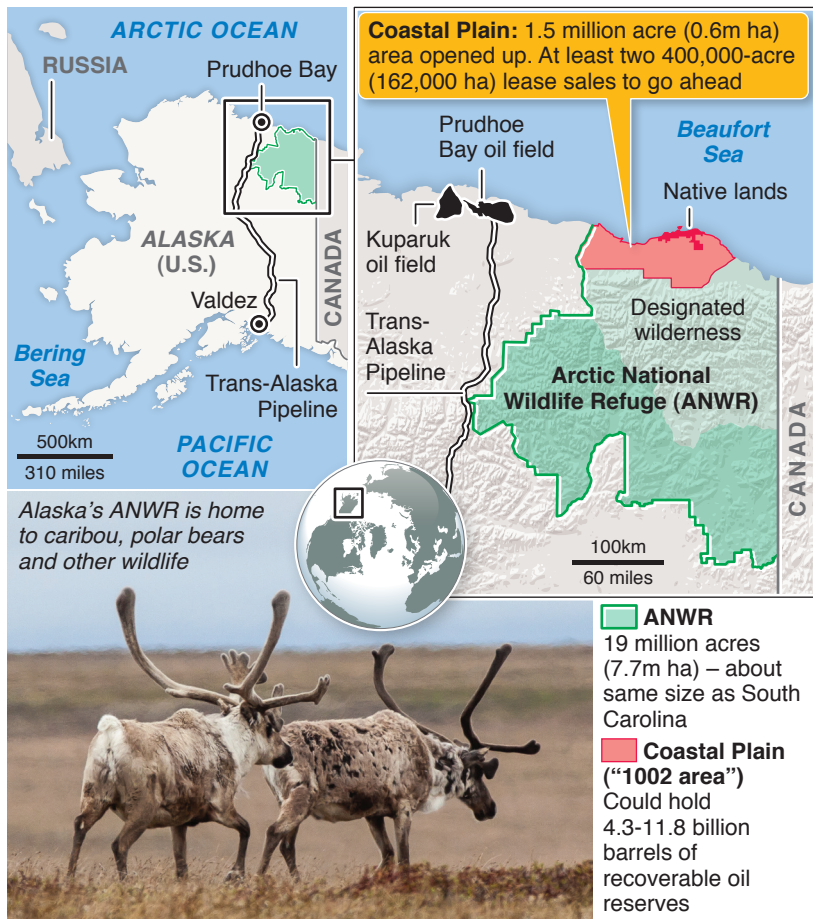 ARCTIC OCEAN
RUSSIA
Prudhoe Bay
ALASKA
(U.S.)
CANADA
Valdez
Bering
Sea
Trans-Alaska
Pipeline
500km
310 miles
PACIFIC
OCEAN
Coastal Plain: 1.5 million acre (0.6m ha)
area opened up. At least two 400,000-acre
(162,000 ha) lease sales to go ahead
Prudhoe
Bay oil field
Beaufort
Sea
Native lands
Kuparuk
oil field
Designated
wilderness
Trans-
Alaska
Pipeline
Arctic National
Wildlife Refuge (ANWR)
CANADA
100km
60 miles
Alaska's ANWR is home
to caribou, polar bears
and other wildlife
ANWR
19 million acres
(7.7m ha) – about
same size as South
Carolina
Coastal Plain
(“1002 area”)
Could hold
4.3-11.8 billion
barrels of
recoverable oil
reserves